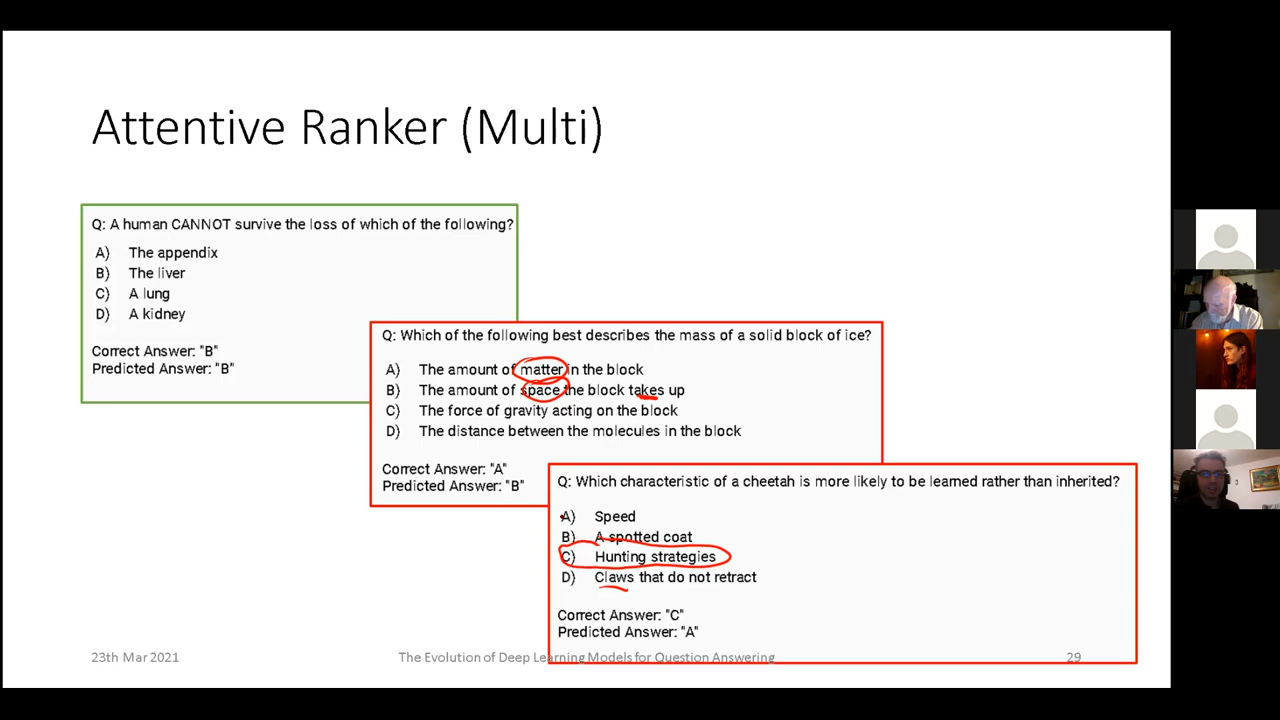 Attentive Ranker (Multi)
Q: A human CANNOT survive the loss of which of the following?
A) The appendix
B) The liver
C) A lung
D) A kidney
Correct Answer: "B"
Predicted Answer: "B"
Q: Which of the following best describes the mass of a solid block of ice?
A) The amount of matter in the block
B) The amount of space the block takes up
C) The force of gravity acting on the block
D) The distance between the molecules in the block
Correct Answer: "A"
Predicted Answer: "B"
Q: Which characteristic of a cheetah is more likely to be learned rather than inherited?
A) Speed
B) A spotted coat
C) Hunting strategies
D) Claws that do not retract
Correct Answer: "C"
Predicted Answer: "A"
23th Mar 2021
The Evolution of Deep Learning Models for Question Answering
29